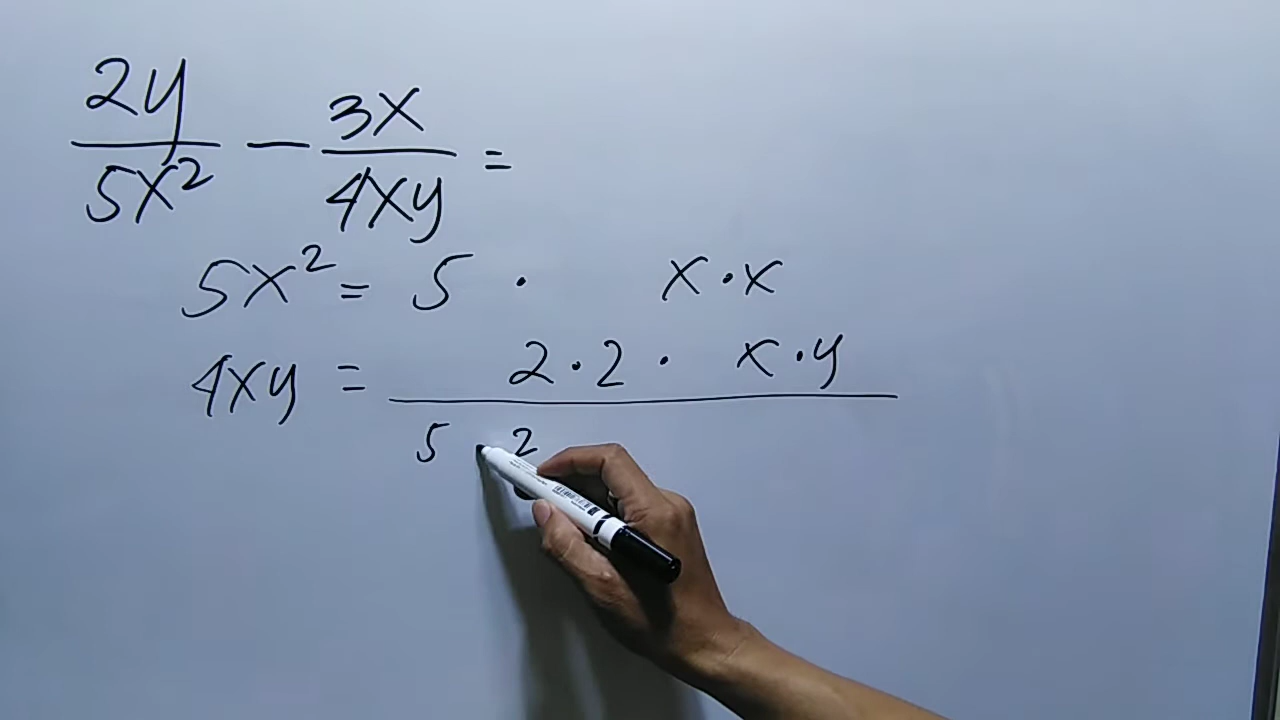 2y/5x² − 3x/4xy =
5x² = 5 · x · x
4xy = 2 · 2 · x · y
5 · 2